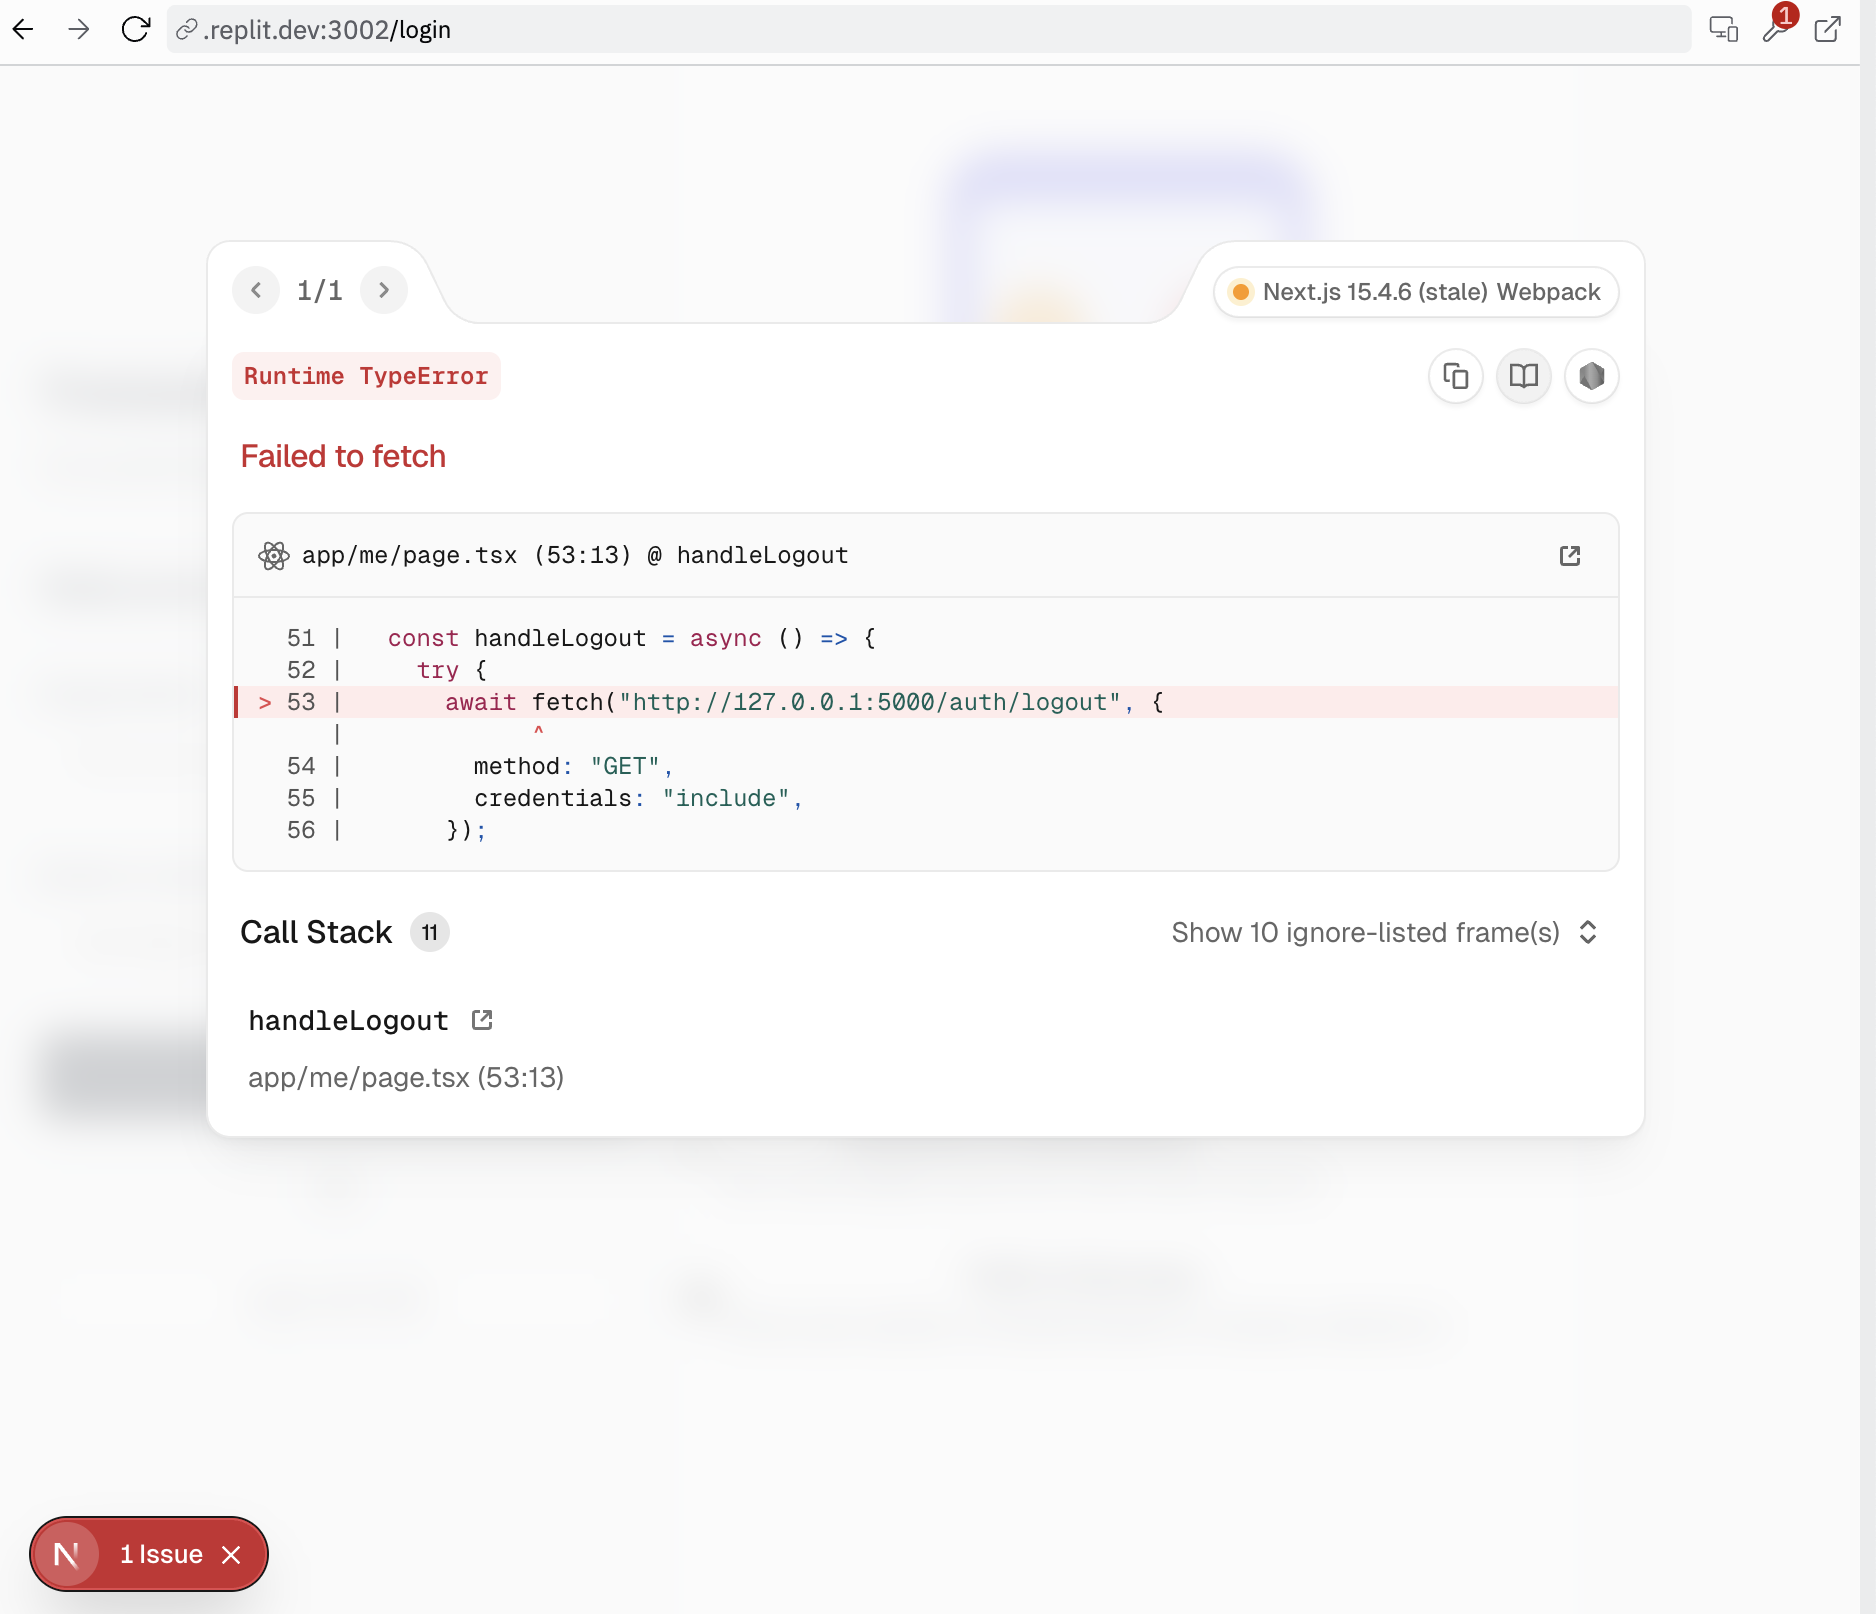 .replit.dev:3002/login
1
1/1
Next.js 15.4.6 (stale) Webpack
Runtime TypeError
Failed to fetch
app/me/page.tsx (53:13) @ handleLogout
51 |   const handleLogout = async () => {
52 |     try {
> 53 |       await fetch("http://127.0.0.1:5000/auth/logout", {
|             ^
54 |         method: "GET",
55 |         credentials: "include",
56 |       });
Call Stack 11
Show 10 ignore-listed frame(s)
handleLogout
app/me/page.tsx (53:13)
N 1 Issue